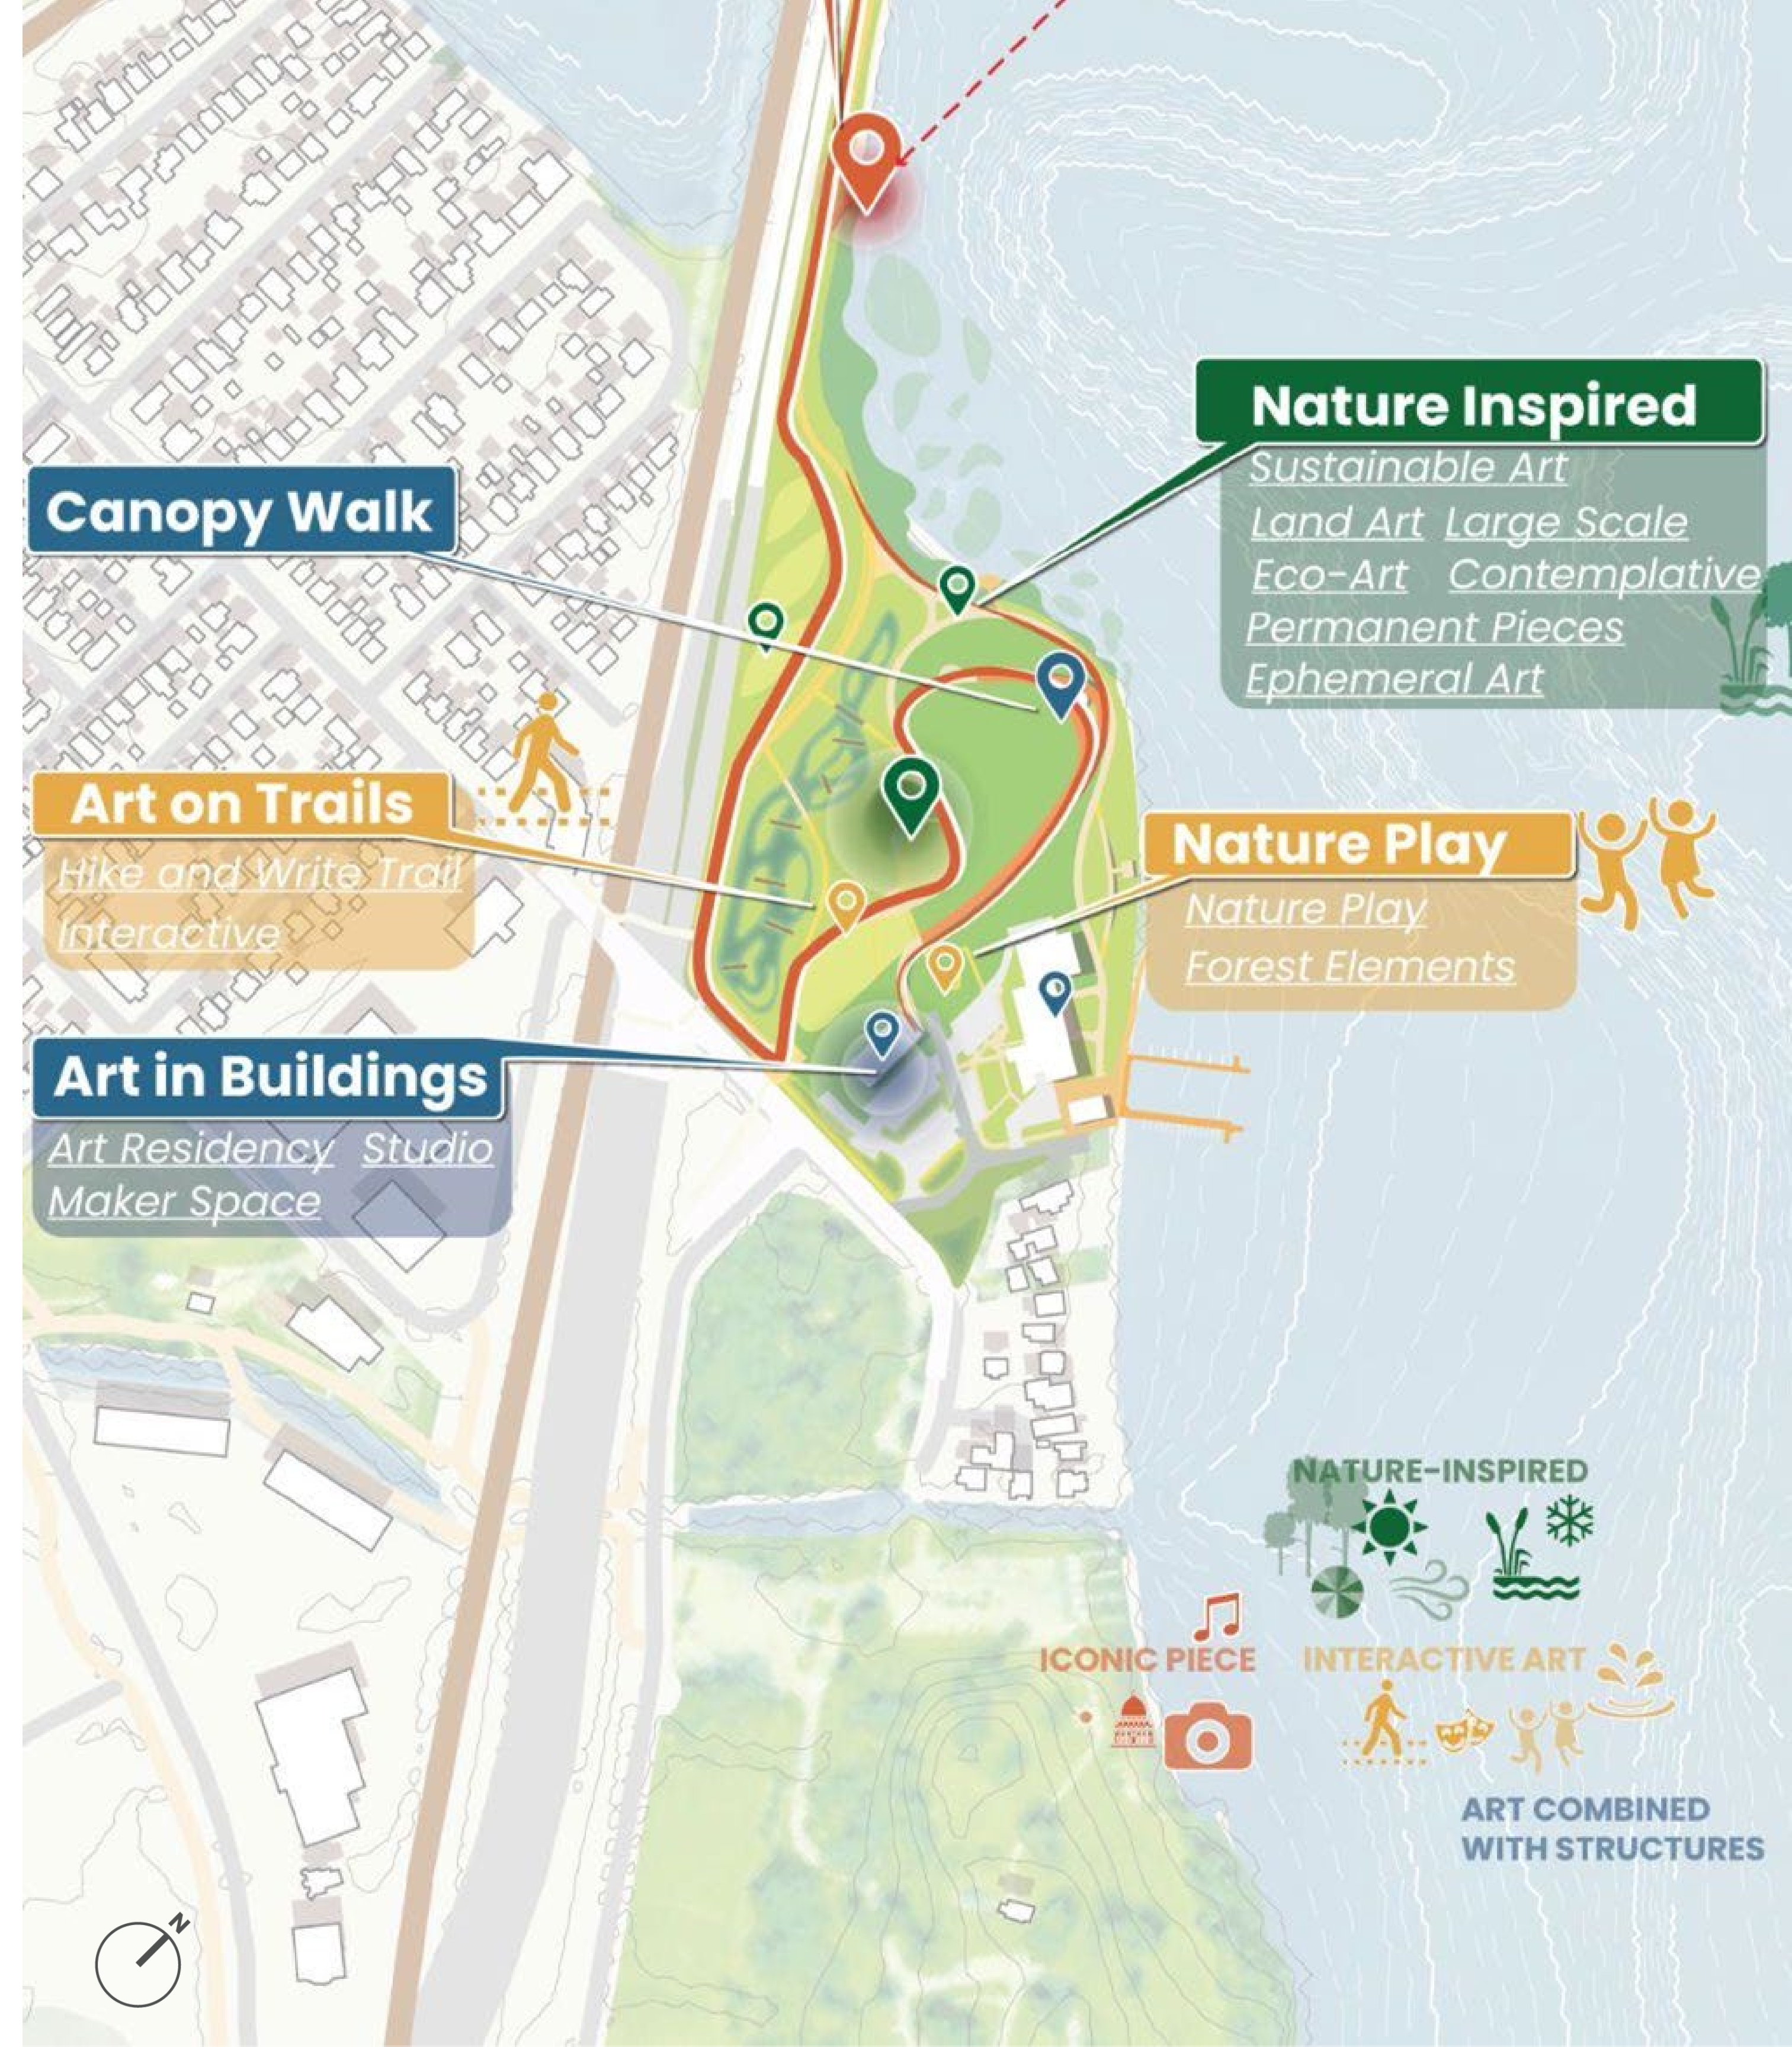 Nature Inspired
Sustainable Art
Land Art Large Scale
Eco-Art Contemplative
Permanent Pieces
Ephemeral Art
Canopy Walk
Art on Trails
Hike and Write Trail
Interactive
Nature Play
Nature Play
Forest Elements
Art in Buildings
Art Residency Studio
Maker Space
NATURE-INSPIRED
ICONIC PIECE
INTERACTIVE ART
ART COMBINED
WITH STRUCTURES
N